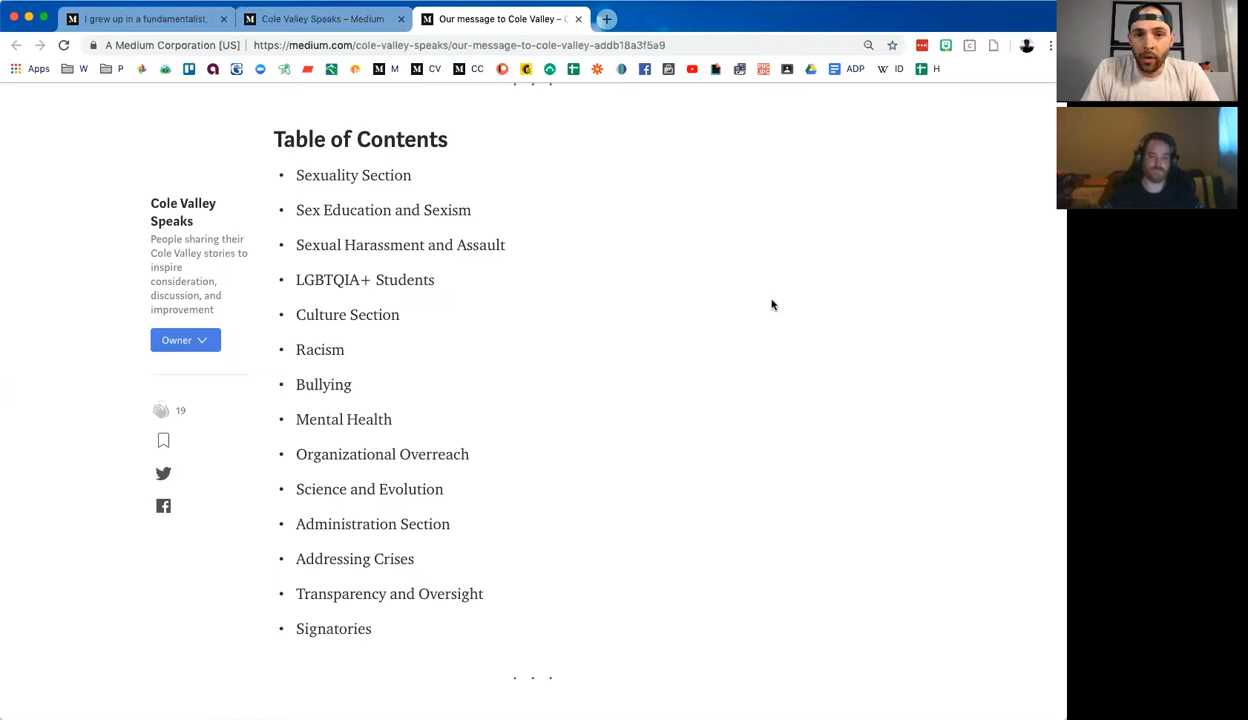 I grew up in a fundamentalist,
Cole Valley Speaks – Medium
Our message to Cole Valley –
A Medium Corporation [US] https://medium.com/cole-valley-speaks/our-message-to-cole-valley-addb18a3f5a9
Apps W P M CV CC ADP W ID H
Table of Contents
Sexuality Section
Sex Education and Sexism
Sexual Harassment and Assault
LGBTQIA+ Students
Culture Section
Racism
Bullying
Mental Health
Organizational Overreach
Science and Evolution
Administration Section
Addressing Crises
Transparency and Oversight
Signatories
Cole Valley
Speaks
People sharing their
Cole Valley stories to
inspire
consideration,
discussion, and
improvement
Owner
19